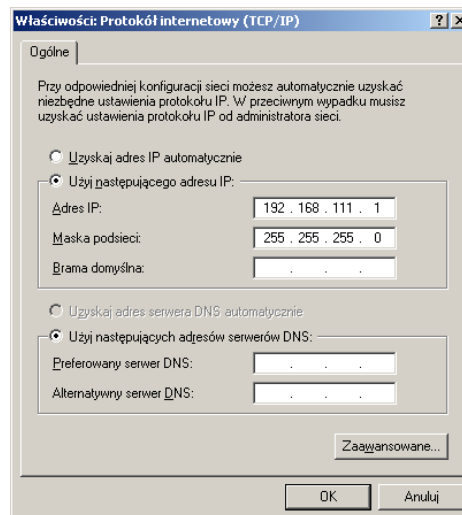 Właściwości: Protokół internetowy (TCP/IP)
Ogólne
Przy odpowiedniej konfiguracji sieci możesz automatycznie uzyskać
niezbędne ustawienia protokołu IP. W przeciwnym wypadku musisz
uzyskać ustawienia protokołu IP od administratora sieci.
Uzyskaj adres IP automatycznie
Użyj następującego adresu IP:
Adres IP: 192 . 168 . 111 . 1
Maska podsieci: 255 . 255 . 255 . 0
Brama domyślna: . . .
Uzyskaj adres serwera DNS automatycznie
Użyj następujących adresów serwerów DNS:
Preferowany serwer DNS: . . .
Alternatywny serwer DNS: . . .
Zaawansowane...
OK Anuluj